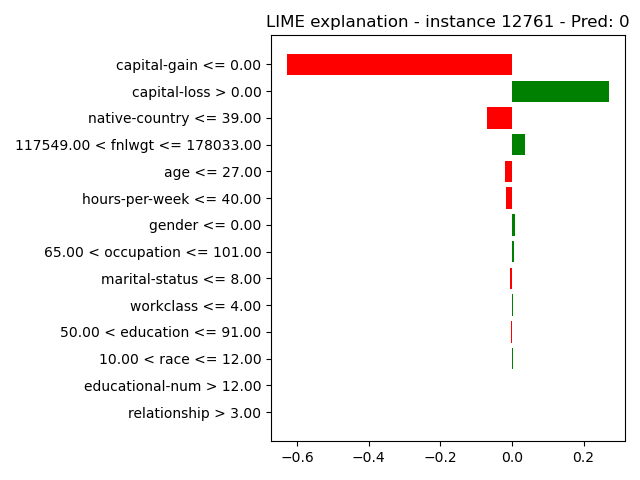 LIME explanation - instance 12761 - Pred: 0
capital-gain <= 0.00
capital-loss > 0.00
native-country <= 39.00
117549.00 < fnlwgt <= 178033.00
age <= 27.00
hours-per-week <= 40.00
gender <= 0.00
65.00 < occupation <= 101.00
marital-status <= 8.00
workclass <= 4.00
50.00 < education <= 91.00
10.00 < race <= 12.00
educational-num > 12.00
relationship > 3.00
−0.6 −0.4 −0.2 0.0 0.2